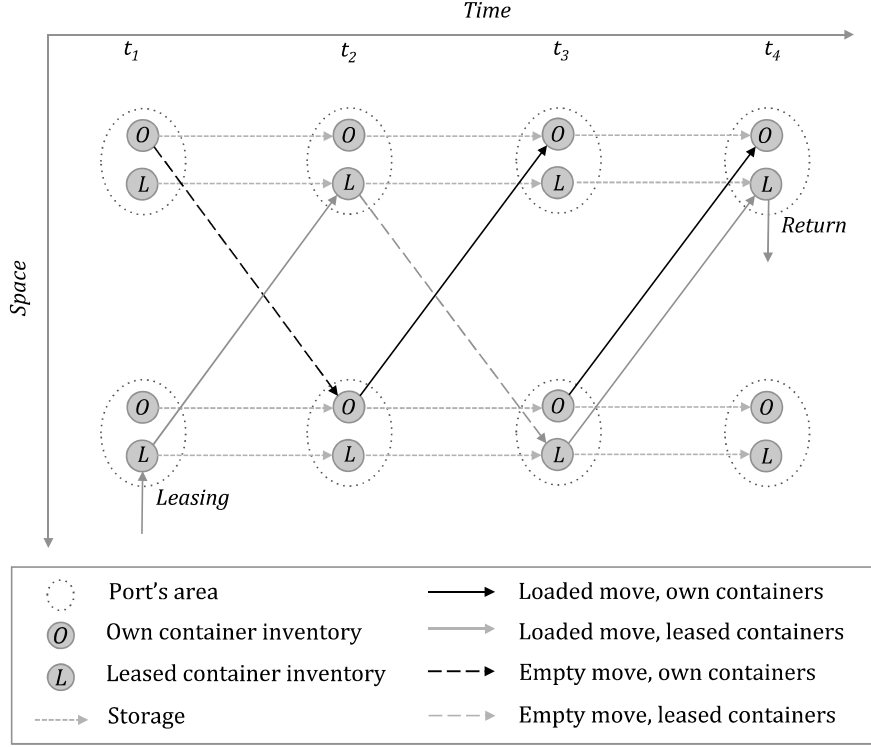 Time
t1 t2 t3 t4
O O O O
L L L L
Return
Space
O O O O
L L L L
Leasing
Port's area
Loaded move, own containers
O Own container inventory
Loaded move, leased containers
L Leased container inventory
Empty move, own containers
Storage
Empty move, leased containers